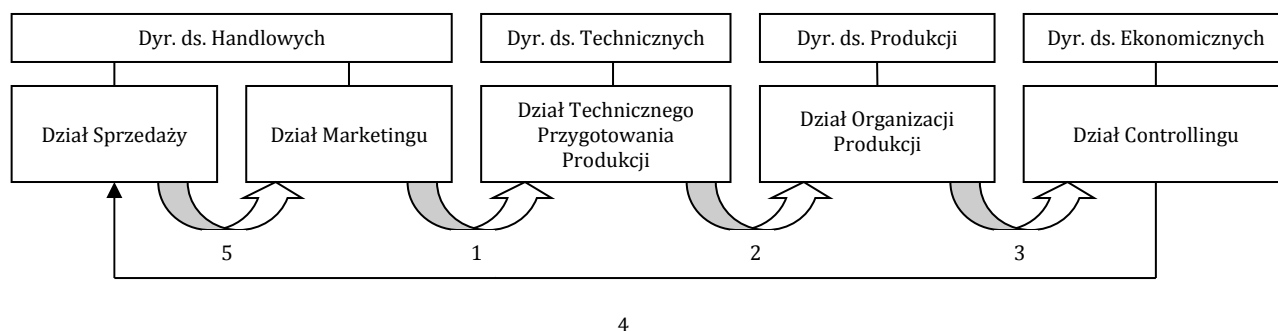 Dyr. ds. Handlowych
Dyr. ds. Technicznych
Dyr. ds. Produkcji
Dyr. ds. Ekonomicznych
Dział Sprzedaży
Dział Marketingu
Dział Technicznego
Przygotowania
Produkcji
Dział Organizacji
Produkcji
Dział Controllingu
5
1
2
3
4